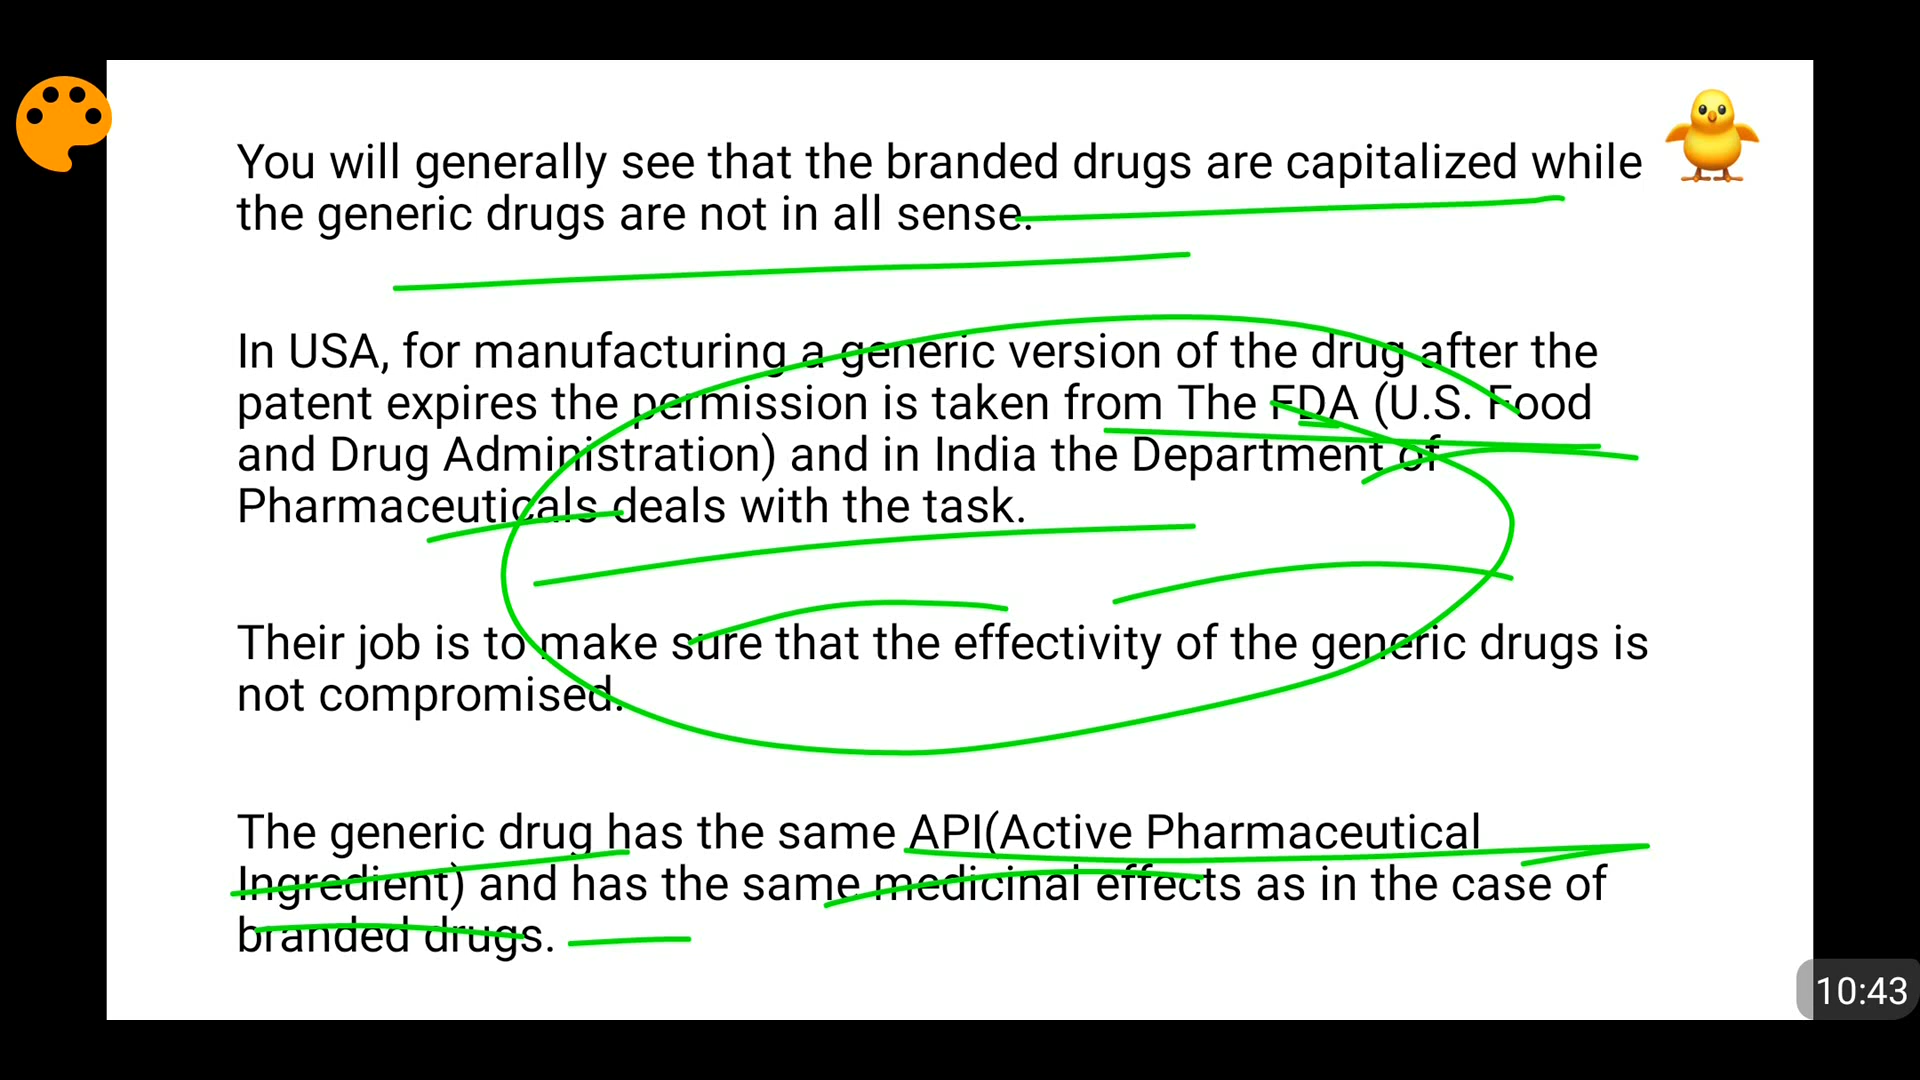 You will generally see that the branded drugs are capitalized while
the generic drugs are not in all sense.
In USA, for manufacturing a generic version of the drug after the
patent expires the permission is taken from The FDA (U.S. Food
and Drug Administration) and in India the Department of
Pharmaceuticals deals with the task.
Their job is to make sure that the effectivity of the generic drugs is
not compromised.
The generic drug has the same API(Active Pharmaceutical
Ingredient) and has the same medicinal effects as in the case of
branded drugs.
10:43